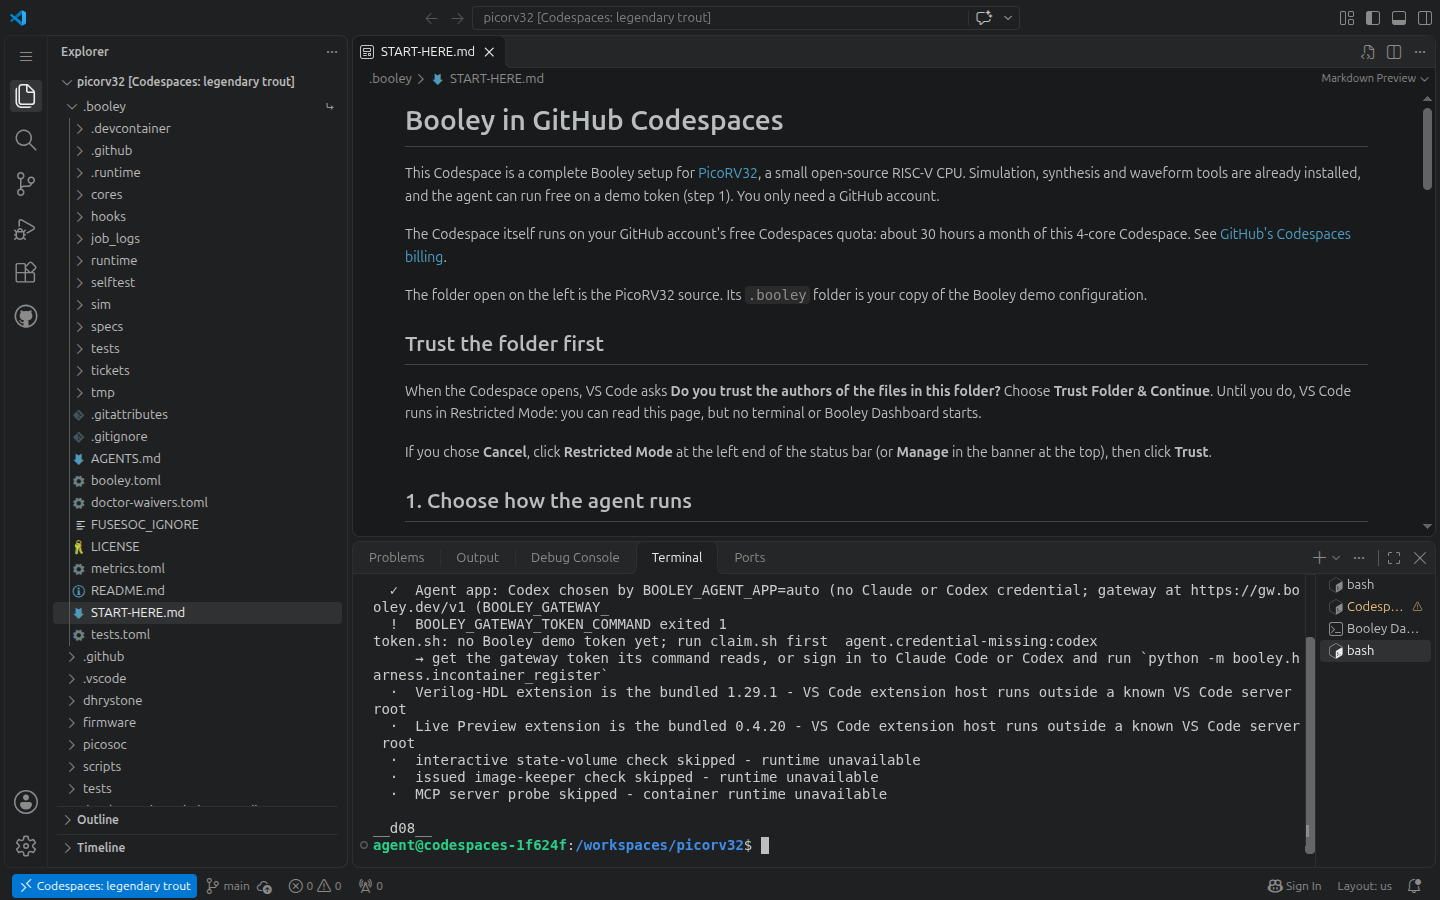 picorv32 [Codespaces: legendary trout]
Explorer
picorv32 [Codespaces: legendary trout]
.booley
.devcontainer
.github
.runtime
cores
hooks
job_logs
runtime
selftest
sim
specs
tests
tickets
tmp
.gitattributes
.gitignore
AGENTS.md
booley.toml
doctor-waivers.toml
FUSESOC_IGNORE
LICENSE
metrics.toml
README.md
START-HERE.md
tests.toml
.github
.vscode
dhrystone
firmware
picosoc
scripts
tests
Outline
Timeline
START-HERE.md
.booley > START-HERE.md
Markdown Preview
Booley in GitHub Codespaces
This Codespace is a complete Booley setup for PicoRV32, a small open-source RISC-V CPU. Simulation, synthesis and waveform tools are already installed,
and the agent can run free on a demo token (step 1). You only need a GitHub account.
The Codespace itself runs on your GitHub account's free Codespaces quota: about 30 hours a month of this 4-core Codespace. See GitHub's Codespaces
billing.
The folder open on the left is the PicoRV32 source. Its .booley folder is your copy of the Booley demo configuration.
Trust the folder first
When the Codespace opens, VS Code asks Do you trust the authors of the files in this folder? Choose Trust Folder & Continue. Until you do, VS Code
runs in Restricted Mode: you can read this page, but no terminal or Booley Dashboard starts.
If you chose Cancel, click Restricted Mode at the left end of the status bar (or Manage in the banner at the top), then click Trust.
1. Choose how the agent runs
Problems Output Debug Console Terminal Ports
✓ Agent app: Codex chosen by BOOLEY_AGENT_APP=auto (no Claude or Codex credential; gateway at https://gw.bo
oley.dev/v1 (BOOLEY_GATEWAY_
! BOOLEY_GATEWAY_TOKEN_COMMAND exited 1
token.sh: no Booley demo token yet; run claim.sh first  agent.credential-missing:codex
→ get the gateway token its command reads, or sign in to Claude Code or Codex and run `python -m booley.h
arness.incontainer_register`
· Verilog-HDL extension is the bundled 1.29.1 - VS Code extension host runs outside a known VS Code server
root
· Live Preview extension is the bundled 0.4.20 - VS Code extension host runs outside a known VS Code server
root
· interactive state-volume check skipped - runtime unavailable
· issued image-keeper check skipped - runtime unavailable
· MCP server probe skipped - container runtime unavailable
__d08__
agent@codespaces-1f624f:/workspaces/picorv32$
bash
Codesp...
Booley Da...
bash
Codespaces: legendary trout main 0 0 0 Sign In Layout: us